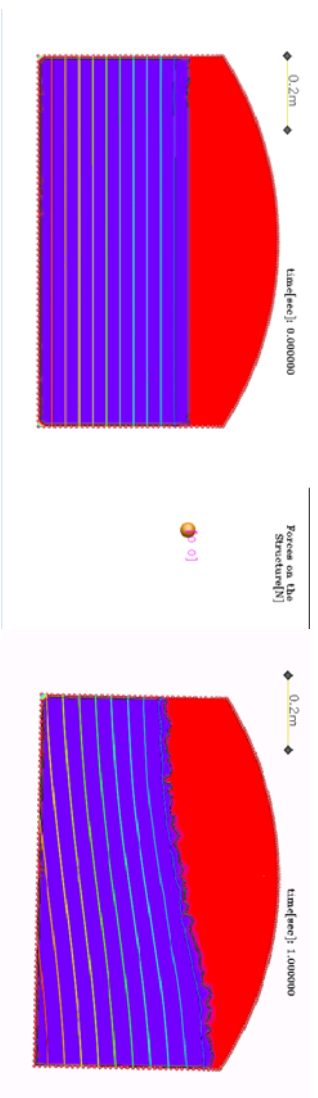 0.2m
time[sec]: 0.000000
Forces on the
Structure[N]
0.2m
time[sec]: 1.000000